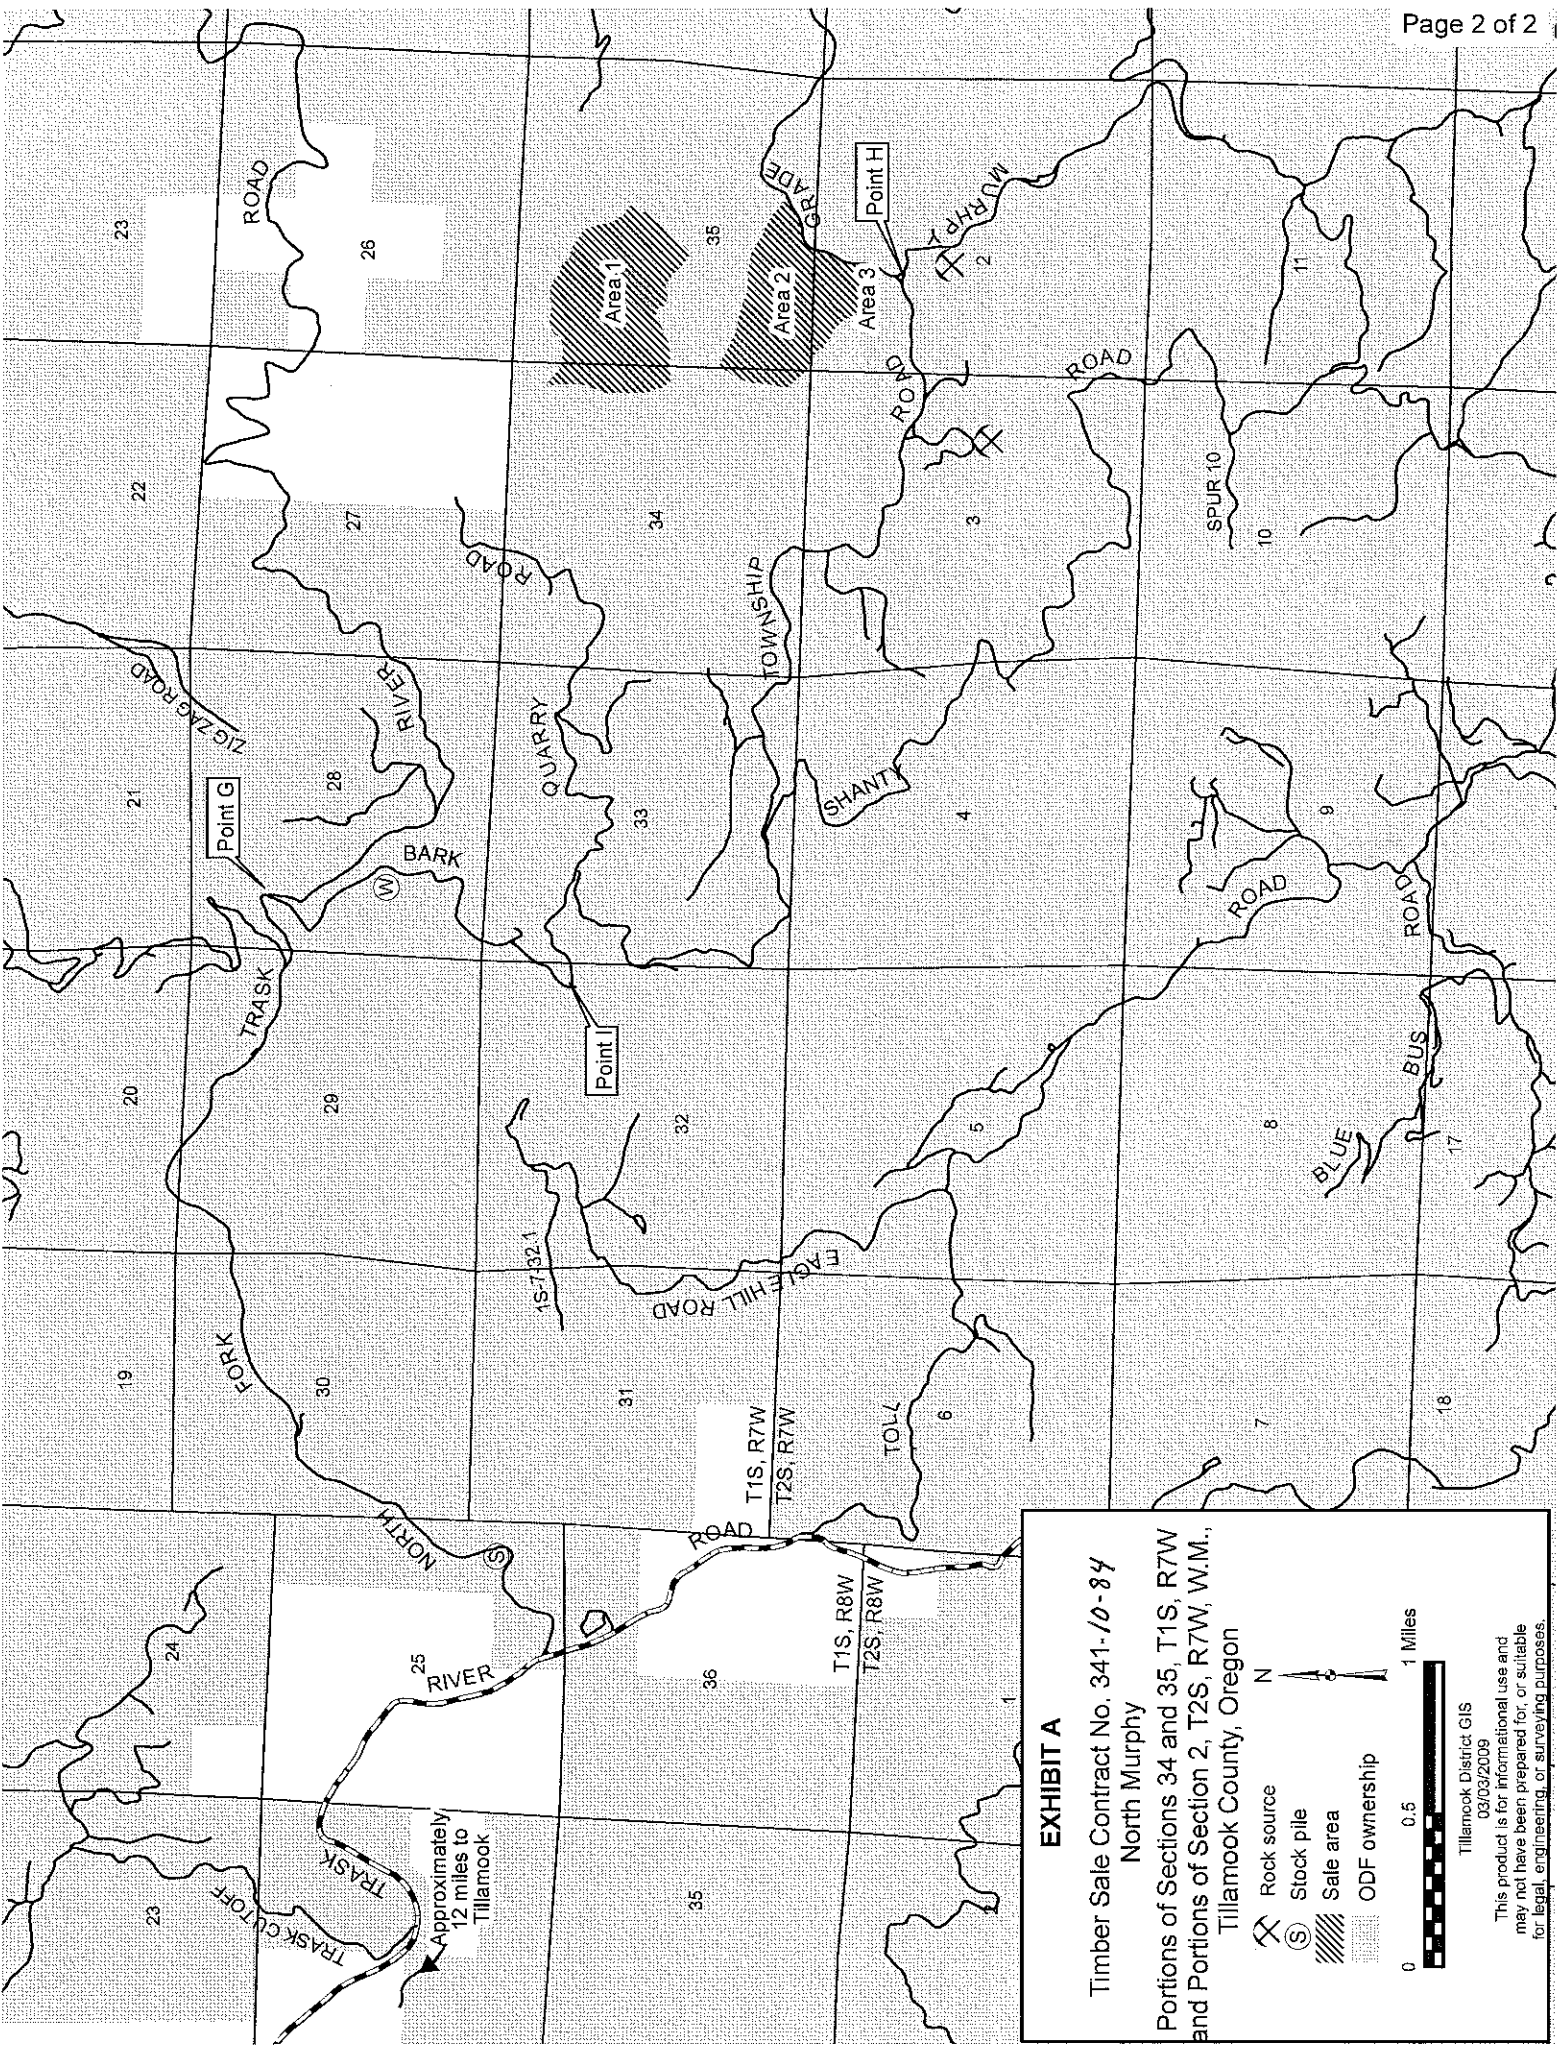 Page 2 of 2
23
ROAD
26
22
27
ZIG ZAG ROAD
21
Point G
28
RIVER
BARK
W
TRASK
20
29
19
FORK
30
NORTH
S
24
25
RIVER
23
TRASK CUTOFF
TRASK
Approximately
12 miles to
Tillamook
Area 1
35
Area 2
GRADE
Area 3
Point H
MURPHY
2
ROAD
34
ROAD
QUARRY
33
TOWNSHIP
3
ROAD
SHANTY
4
Point I
32
1S-7-32.1
EAGLE HILL ROAD
31
T1S, R7W
T2S, R7W
ROAD
36
T1S, R8W
T2S, R8W
35
1
2
5
TOLL
6
11
SPUR 10
10
9
ROAD
ROAD
BUS
BLUE
8
17
7
18
EXHIBIT A
Timber Sale Contract No. 341-10-84
North Murphy
Portions of Sections 34 and 35, T1S, R7W
and Portions of Section 2, T2S, R7W, W.M.,
Tillamook County, Oregon
N
Rock source
S Stock pile
Sale area
ODF ownership
0 0.5 1 Miles
Tillamook District GIS
03/03/2009
This product is for informational use and
may not have been prepared for, or suitable
for legal, engineering, or surveying purposes.